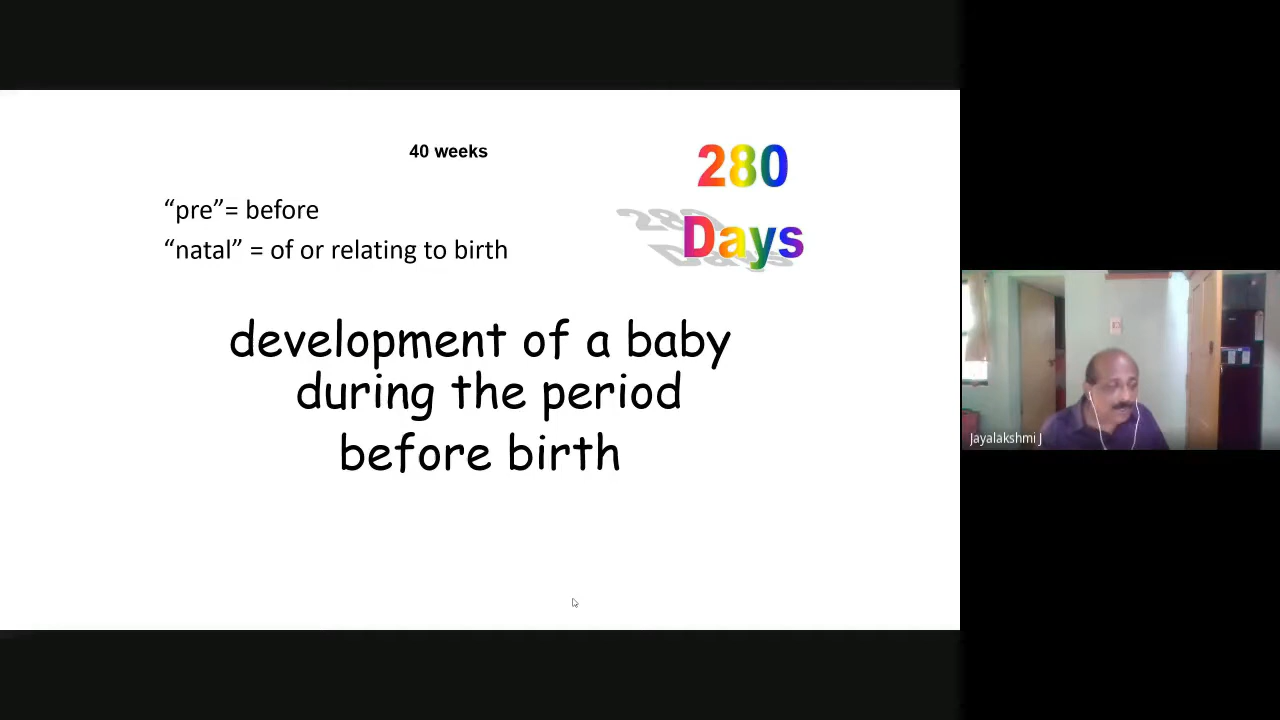 40 weeks
280
Days
“pre”= before
“natal” = of or relating to birth
development of a baby
during the period
before birth
Jayalakshmi J